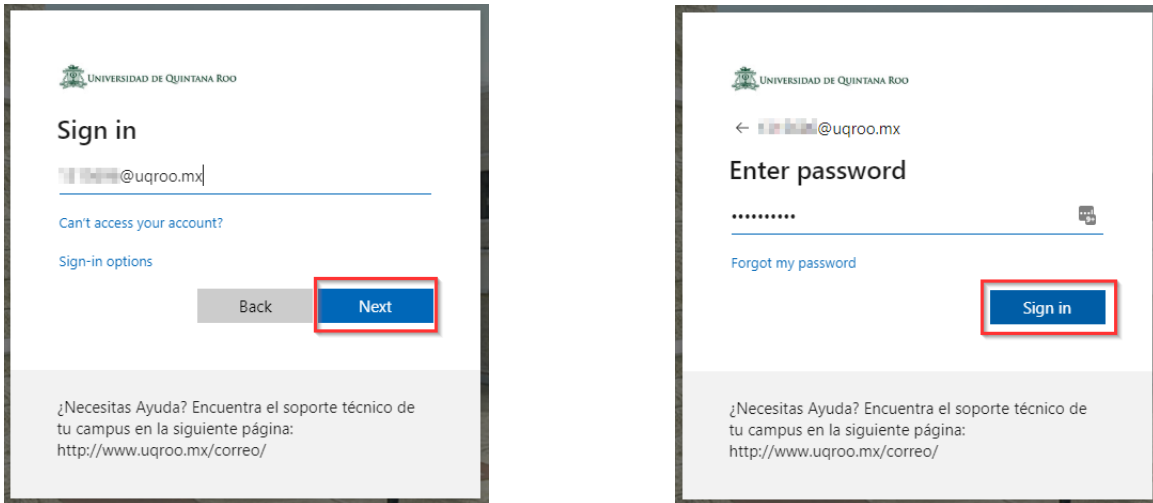 UNIVERSIDAD DE QUINTANA ROO
Sign in
@uqroo.mx
Can't access your account?
Sign-in options
Back
Next
¿Necesitas Ayuda? Encuentra el soporte técnico de
tu campus en la siguiente página:
http://www.uqroo.mx/correo/
UNIVERSIDAD DE QUINTANA ROO
@uqroo.mx
Enter password
Forgot my password
Sign in
¿Necesitas Ayuda? Encuentra el soporte técnico de
tu campus en la siguiente página:
http://www.uqroo.mx/correo/